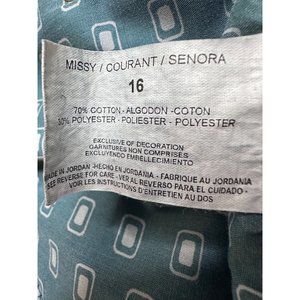 MISSY / COURANT / SENORA
16
70% COTTON - ALGODON - COTON
30% POLYESTER - POLIESTER - POLYESTER
EXCLUSIVE OF DECORATION
GARNITURES NON COMPRISES
EXCLUYENDO EMBELLECIMIENTO
MADE IN JORDAN -HECHO EN JORDANIA - FABRIQUE AU JORDANIE
SEE REVERSE FOR CARE - VER AL REVERSO PARA EL CUIDADO -
VOIR LES INSTRUCTIONS D'ENTRETIEN AU DOS